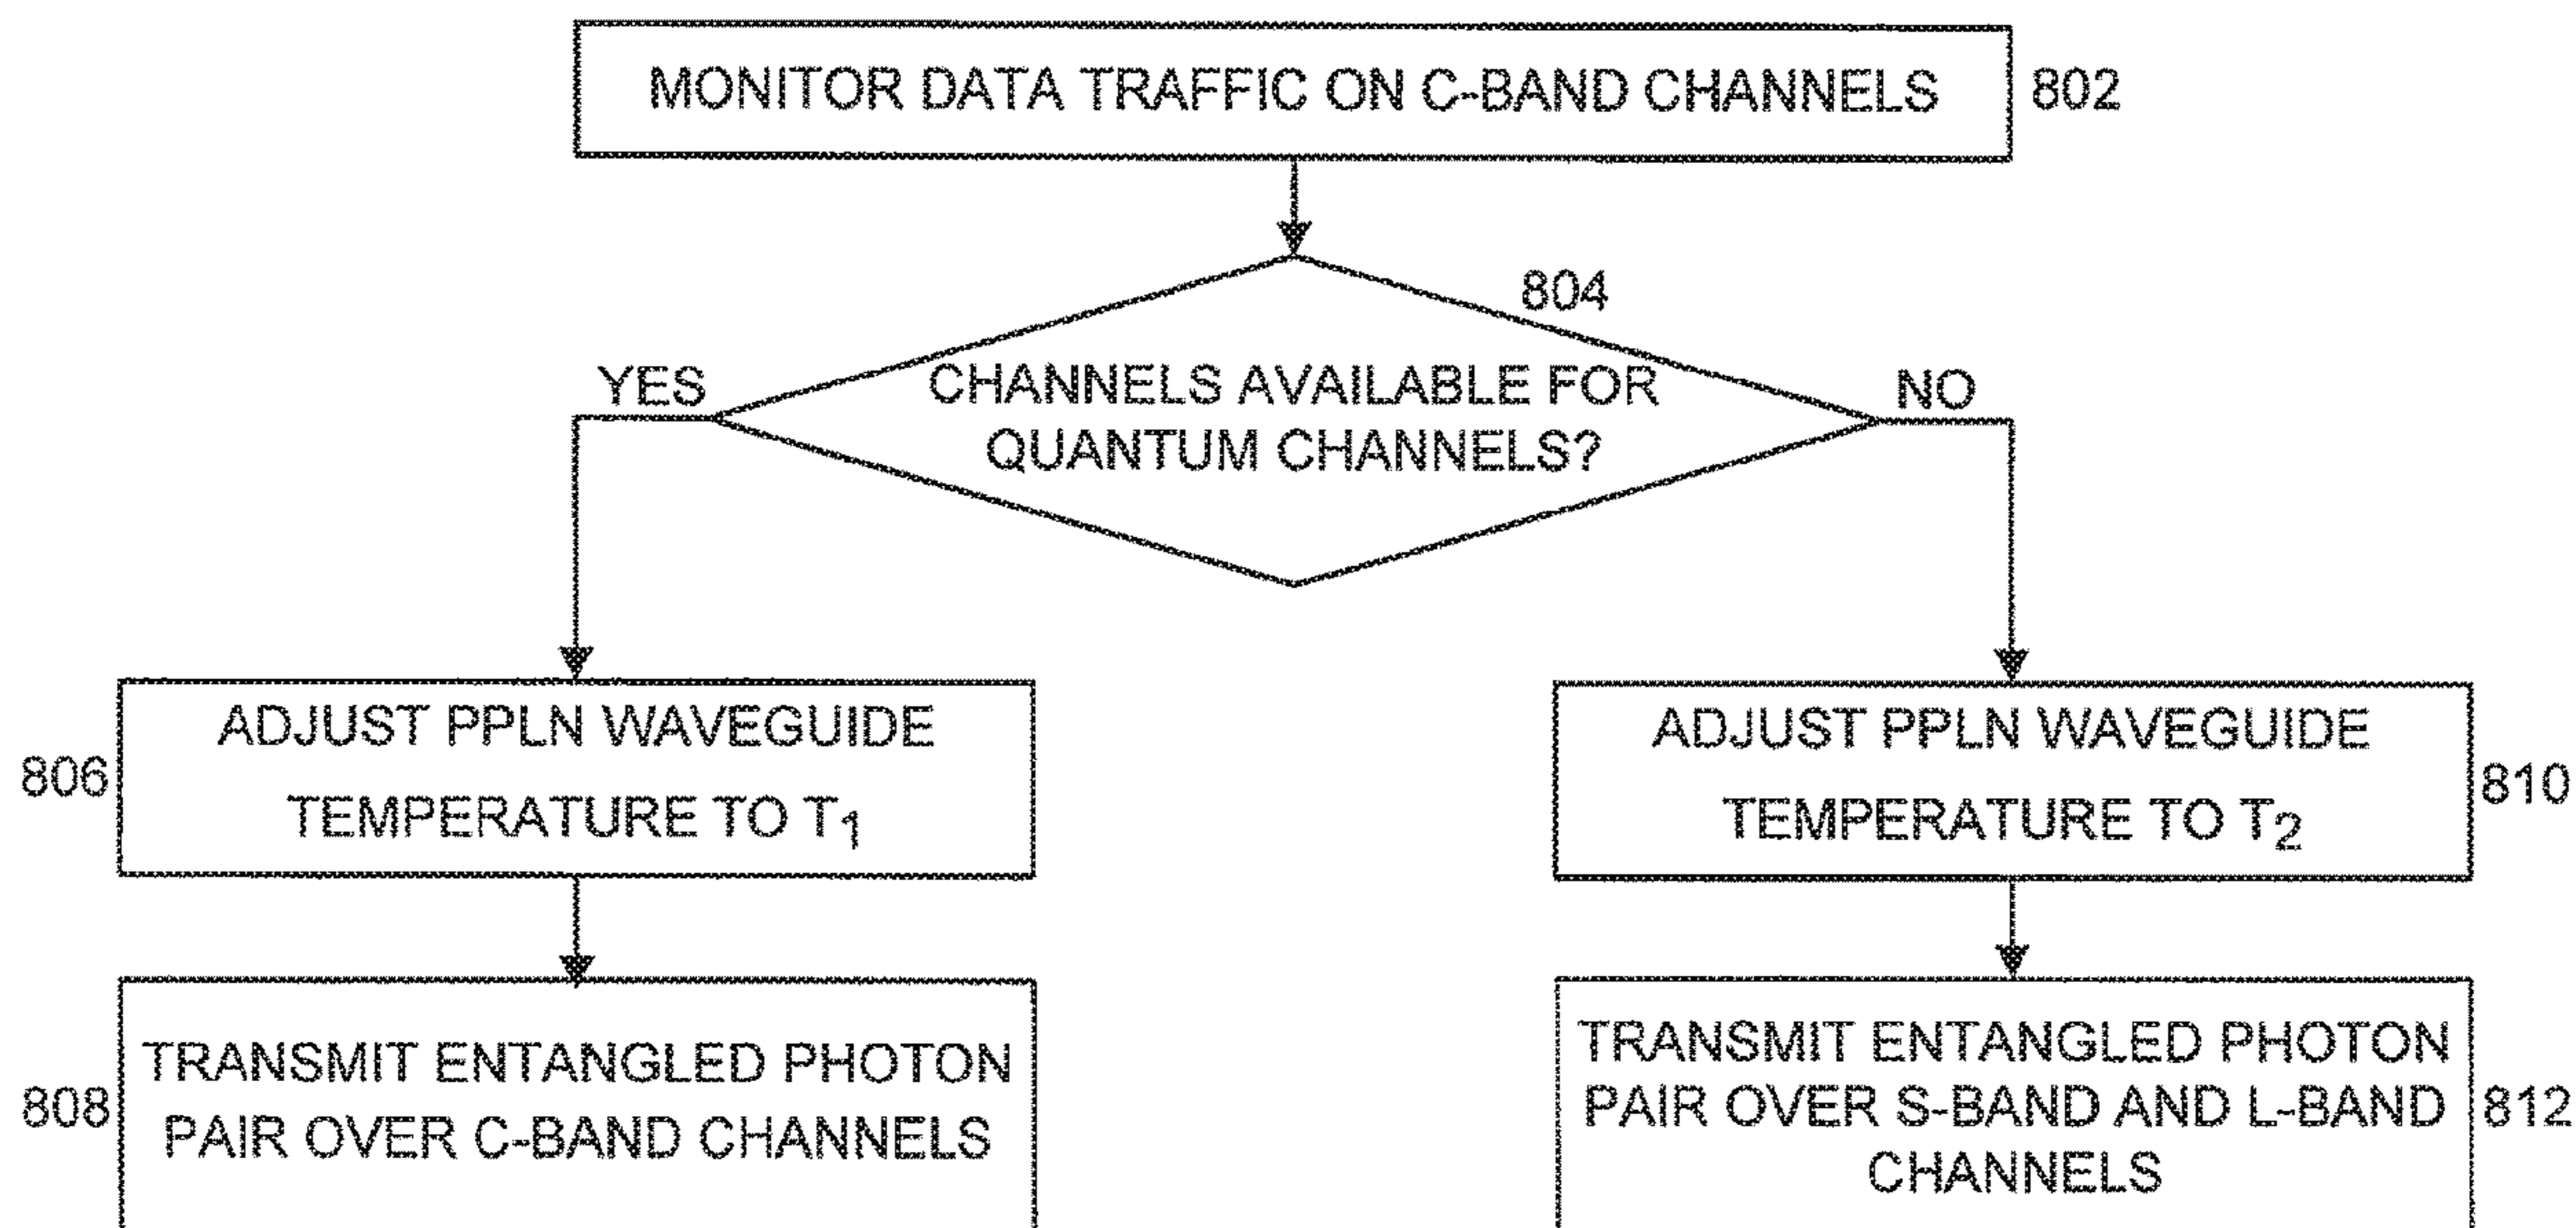 MONITOR DATA TRAFFIC ON C-BAND CHANNELS
802
804
YES
CHANNELS AVAILABLE FOR
QUANTUM CHANNELS?
NO
806
ADJUST PPLN WAVEGUIDE
TEMPERATURE TO T₁
ADJUST PPLN WAVEGUIDE
TEMPERATURE TO T₂
810
808
TRANSMIT ENTANGLED PHOTON
PAIR OVER C-BAND CHANNELS
TRANSMIT ENTANGLED PHOTON
PAIR OVER S-BAND AND L-BAND
CHANNELS
812